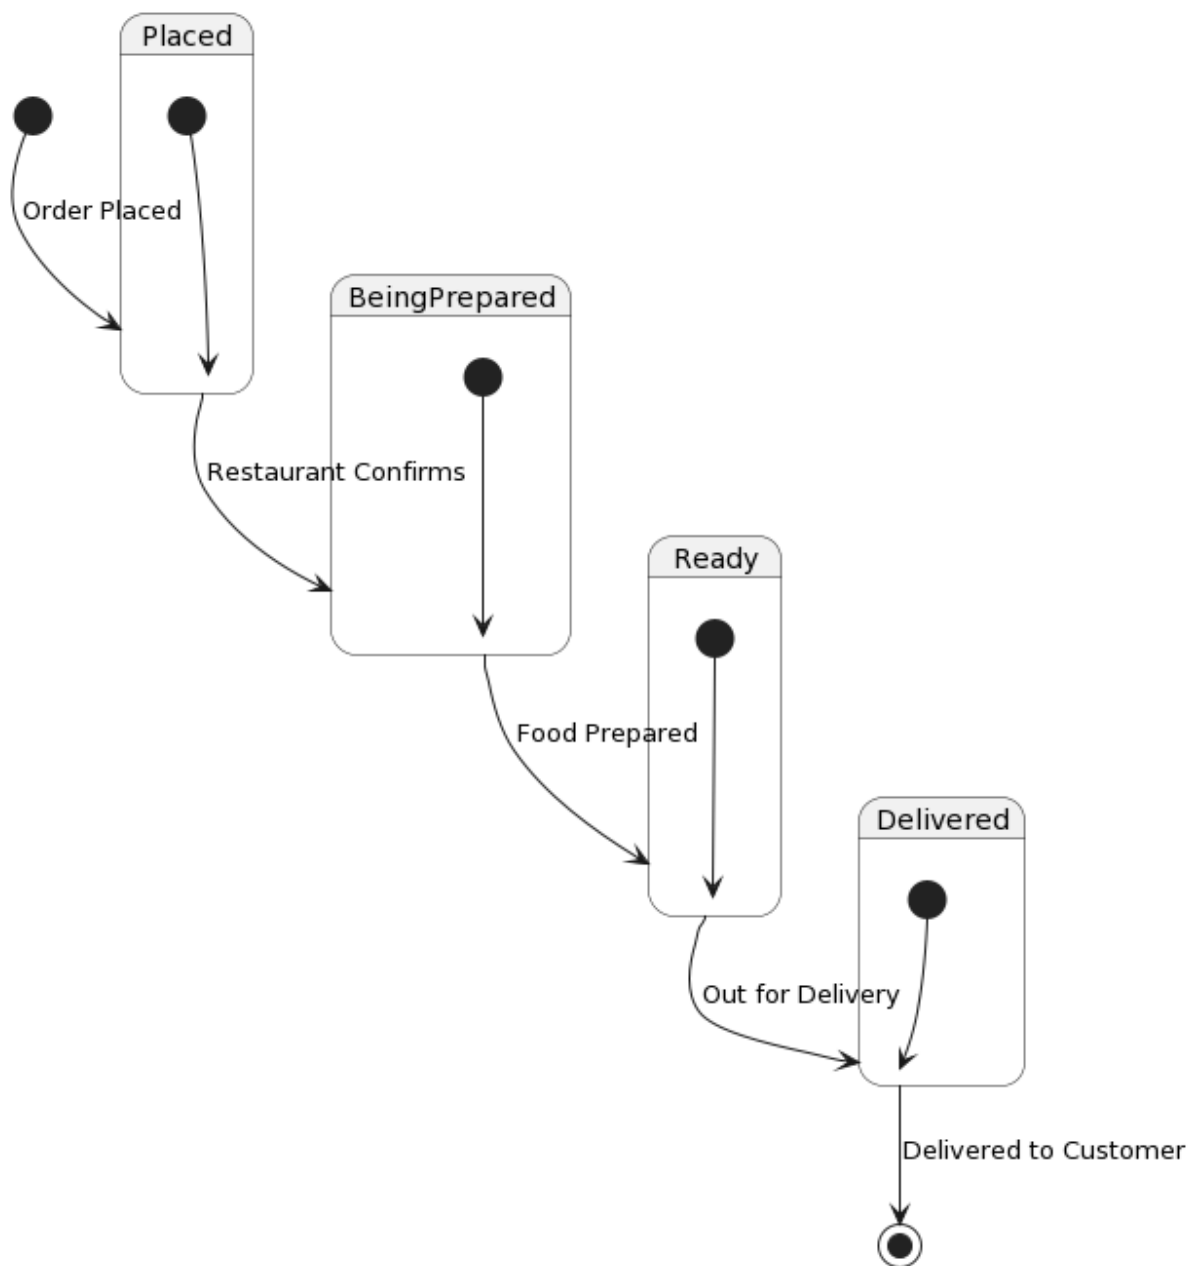 Placed
Order Placed
BeingPrepared
Restaurant Confirms
Ready
Food Prepared
Delivered
Out for Delivery
Delivered to Customer